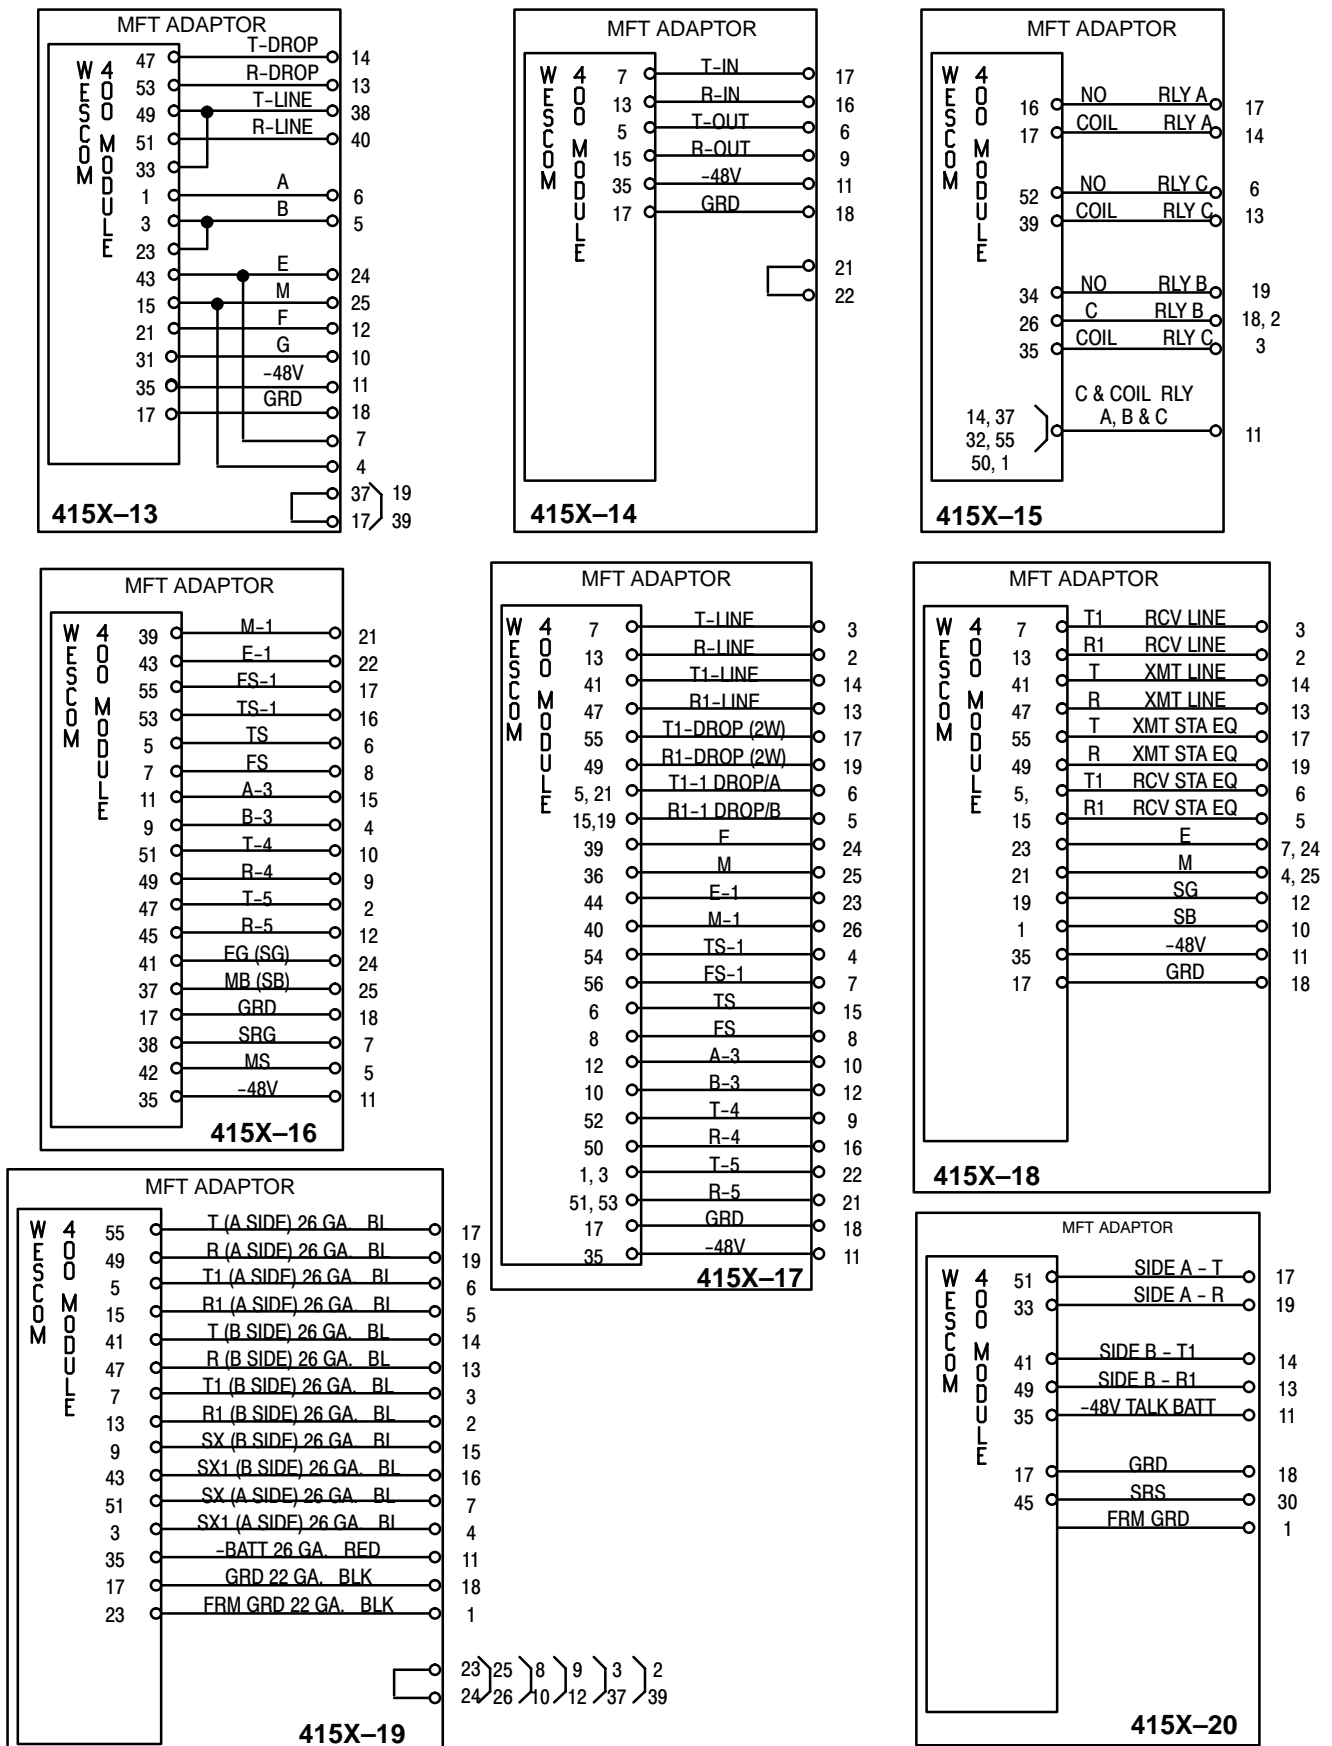 MFT ADAPTOR
WESCOM
400 MODULE
47 T-DROP 14
53 R-DROP 13
49 T-LINE 38
51 R-LINE 40
33
1 A 6
3 B 5
23
43 E 24
15 M 25
21 F 12
31 G 10
35 -48V 11
17 GRD 18
7
4
37 19
17 39
415X–13
MFT ADAPTOR
WESCOM
400 MODULE
7 T-IN 17
13 R-IN 16
5 T-OUT 6
15 R-OUT 9
35 -48V 11
17 GRD 18
21
22
415X–14
MFT ADAPTOR
WESCOM
400 MODULE
16 NO RLY A 17
17 COIL RLY A 14
52 NO RLY C 6
39 COIL RLY C 13
34 NO RLY B 19
26 C RLY B 18, 2
35 COIL RLY C 3
C & COIL RLY
14, 37 A, B & C
32, 55 11
50, 1
415X–15
MFT ADAPTOR
WESCOM
400 MODULE
39 M-1 21
43 E-1 22
55 FS-1 17
53 TS-1 16
5 TS 6
7 FS 8
11 A-3 15
9 B-3 4
51 T-4 10
49 R-4 9
47 T-5 2
45 R-5 12
41 EG (SG) 24
37 MB (SB) 25
17 GRD 18
38 SRG 7
42 MS 5
35 -48V 11
415X–16
MFT ADAPTOR
WESCOM
400 MODULE
7 T-LINE 3
13 R-LINE 2
41 T1-LINE 14
47 R1-LINE 13
55 T1-DROP (2W) 17
49 R1-DROP (2W) 19
5, 21 T1-1 DROP/A 6
15,19 R1-1 DROP/B 5
39 E 24
36 M 25
44 E-1 23
40 M-1 26
54 TS-1 4
56 FS-1 7
6 TS 15
8 FS 8
12 A-3 10
10 B-3 12
52 T-4 9
50 R-4 16
1, 3 T-5 22
51, 53 R-5 21
17 GRD 18
35 -48V 11
415X–17
MFT ADAPTOR
WESCOM
400 MODULE
7 T1 RCV LINE 3
13 R1 RCV LINE 2
41 T XMT LINE 14
47 R XMT LINE 13
55 T XMT STA EQ 17
49 R XMT STA EQ 19
5, T1 RCV STA EQ 6
15 R1 RCV STA EQ 5
23 E 7, 24
21 M 4, 25
19 SG 12
1 SB 10
35 -48V 11
17 GRD 18
415X–18
MFT ADAPTOR
WESCOM
400 MODULE
55 T (A SIDE) 26 GA. BL 17
49 R (A SIDE) 26 GA. BL 19
5 T1 (A SIDE) 26 GA. BL 6
15 R1 (A SIDE) 26 GA. BL 5
41 T (B SIDE) 26 GA. BL 14
47 R (B SIDE) 26 GA. BL 13
7 T1 (B SIDE) 26 GA. BL 3
13 R1 (B SIDE) 26 GA. BL 2
9 SX (B SIDE) 26 GA. BL 15
43 SX1 (B SIDE) 26 GA. BL 16
51 SX (A SIDE) 26 GA. BL 7
3 SX1 (A SIDE) 26 GA. BL 4
35 -BATT 26 GA. RED 11
17 GRD 22 GA. BLK 18
23 FRM GRD 22 GA. BLK 1
23 25 8 9 3 2
24 26 10 12 37 39
415X–19
MFT ADAPTOR
WESCOM
400 MODULE
51 SIDE A - T 17
33 SIDE A - R 19
41 SIDE B - T1 14
49 SIDE B - R1 13
35 -48V TALK BATT 11
17 GRD 18
45 SRS 30
FRM GRD 1
415X–20